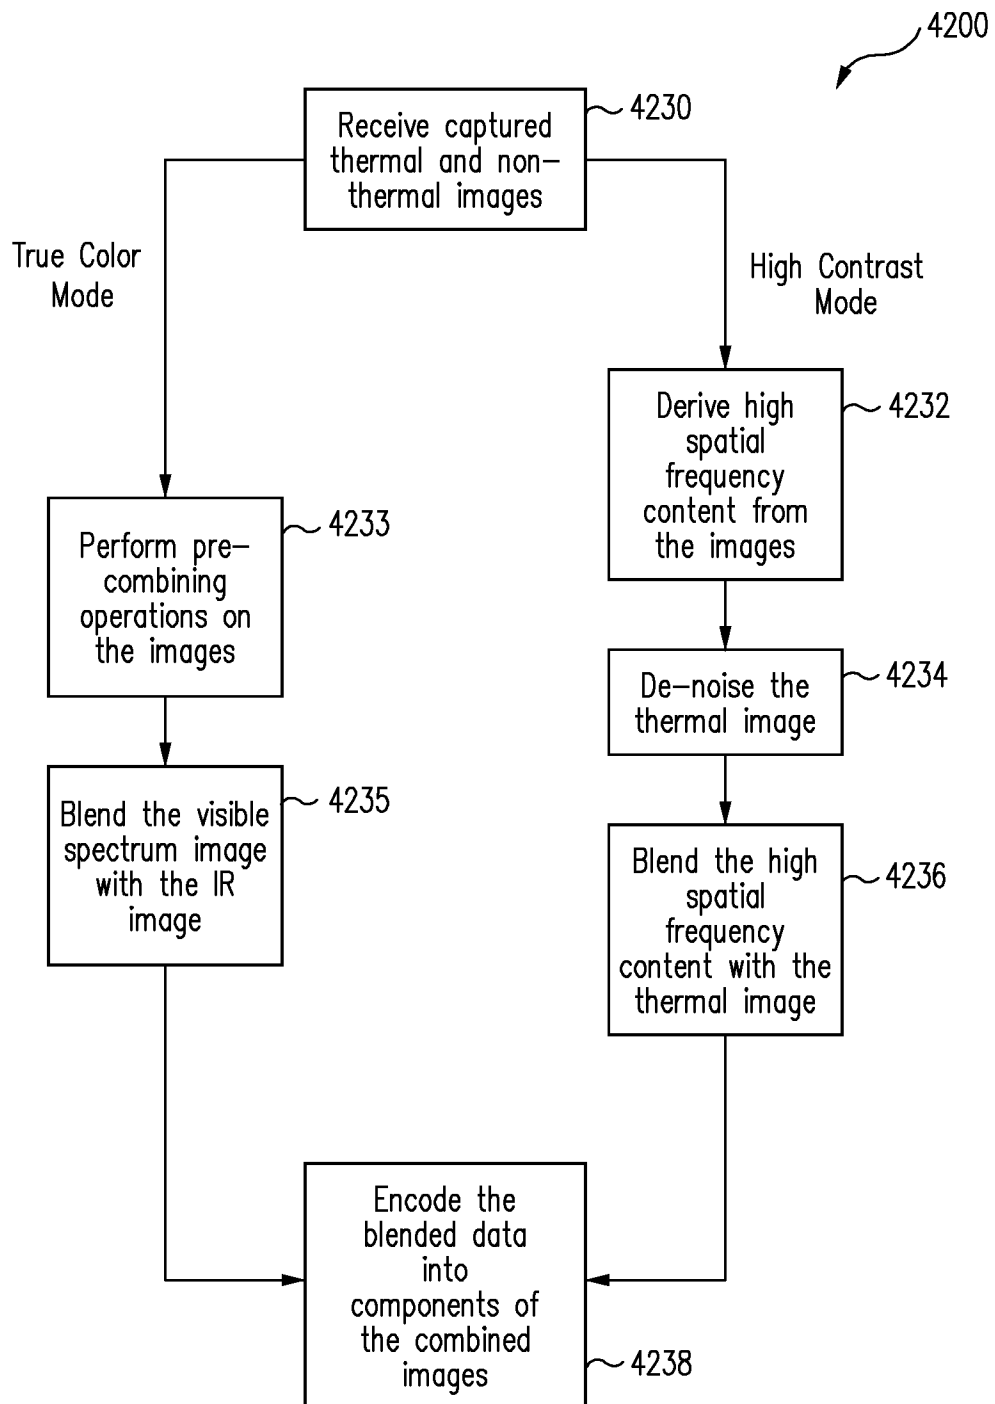 4200
4230
Receive captured
thermal and non-
thermal images
True Color
Mode
High Contrast
Mode
4232
Derive high
spatial
frequency
content from
the images
4233
Perform pre-
combining
operations on
the images
4234
De-noise the
thermal image
4235
Blend the visible
spectrum image
with the IR
image
4236
Blend the high
spatial
frequency
content with the
thermal image
Encode the
blended data
into
components of
the combined
images
4238